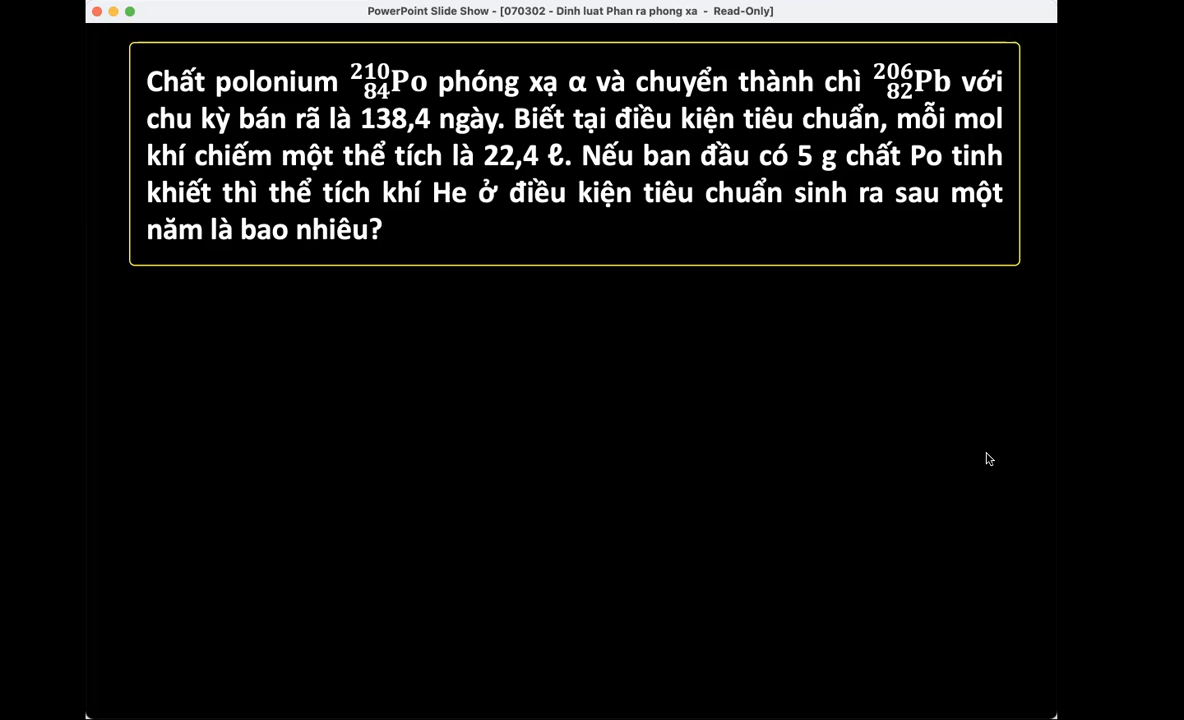 PowerPoint Slide Show - [070302 - Dinh luat Phan ra phong xa - Read-Only]
Chất polonium ²¹⁰₈₄Po phóng xạ α và chuyển thành chì ²⁰⁶₈₂Pb với
chu kỳ bán rã là 138,4 ngày. Biết tại điều kiện tiêu chuẩn, mỗi mol
khí chiếm một thể tích là 22,4 ℓ. Nếu ban đầu có 5 g chất Po tinh
khiết thì thể tích khí He ở điều kiện tiêu chuẩn sinh ra sau một
năm là bao nhiêu?